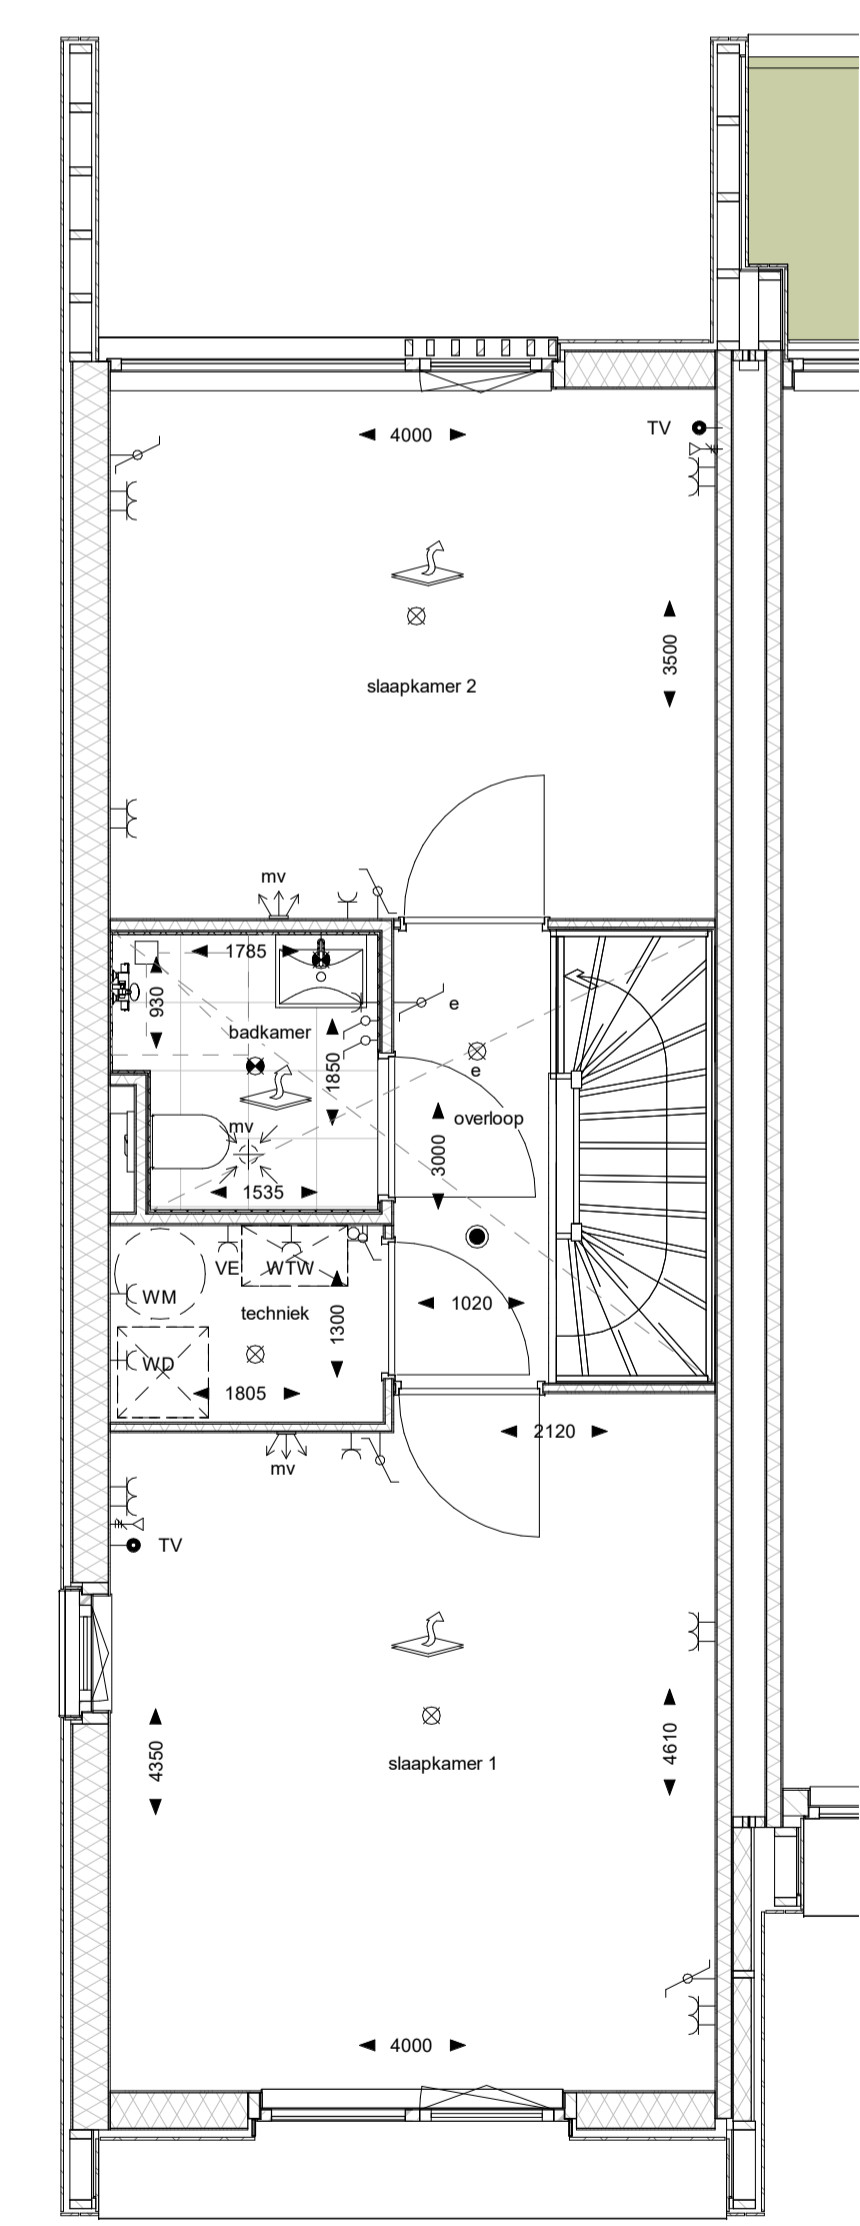 4000
TV
3500
slaapkamer 2
mv
1785
930
e
badkamer
1850
e
mv
overloop
3000
1535
VE
WTW
WM
techniek
1300
1020
WD
1805
2120
mv
TV
4350
4610
slaapkamer 1
4000